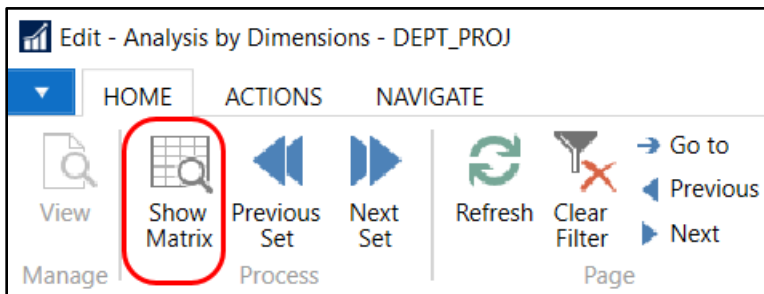 Edit - Analysis by Dimensions - DEPT_PROJ
HOME ACTIONS NAVIGATE
View
Show
Matrix
Previous
Set
Next
Set
Refresh
Clear
Filter
Go to
Previous
Next
Manage
Process
Page